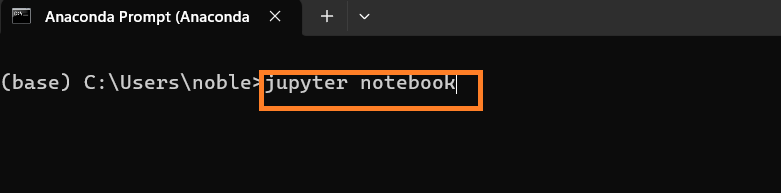 Anaconda Prompt (Anaconda
(base) C:\Users\noble>jupyter notebook